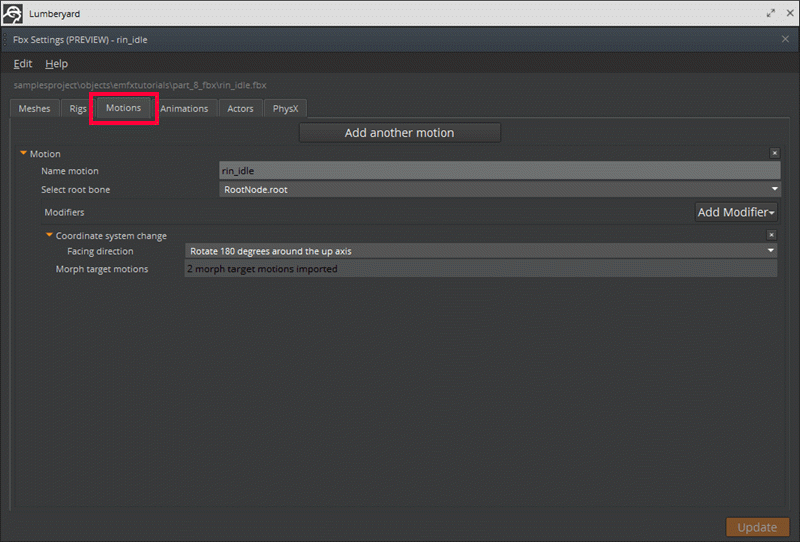 Lumberyard
Fbx Settings (PREVIEW) - rin_idle
Edit Help
samplesproject\objects\emfxtutorials\part_8_fbx\rin_idle.fbx
Meshes Rigs Motions Animations Actors PhysX
Add another motion
Motion
Name motion rin_idle
Select root bone RootNode.root
Modifiers Add Modifier
Coordinate system change
Facing direction Rotate 180 degrees around the up axis
Morph target motions 2 morph target motions imported
Update